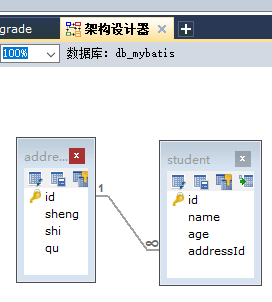 grade
架构设计器
100%
数据库: db_mybatis
addre...
id
sheng
shi
qu
1
∞
student
id
name
age
addressId